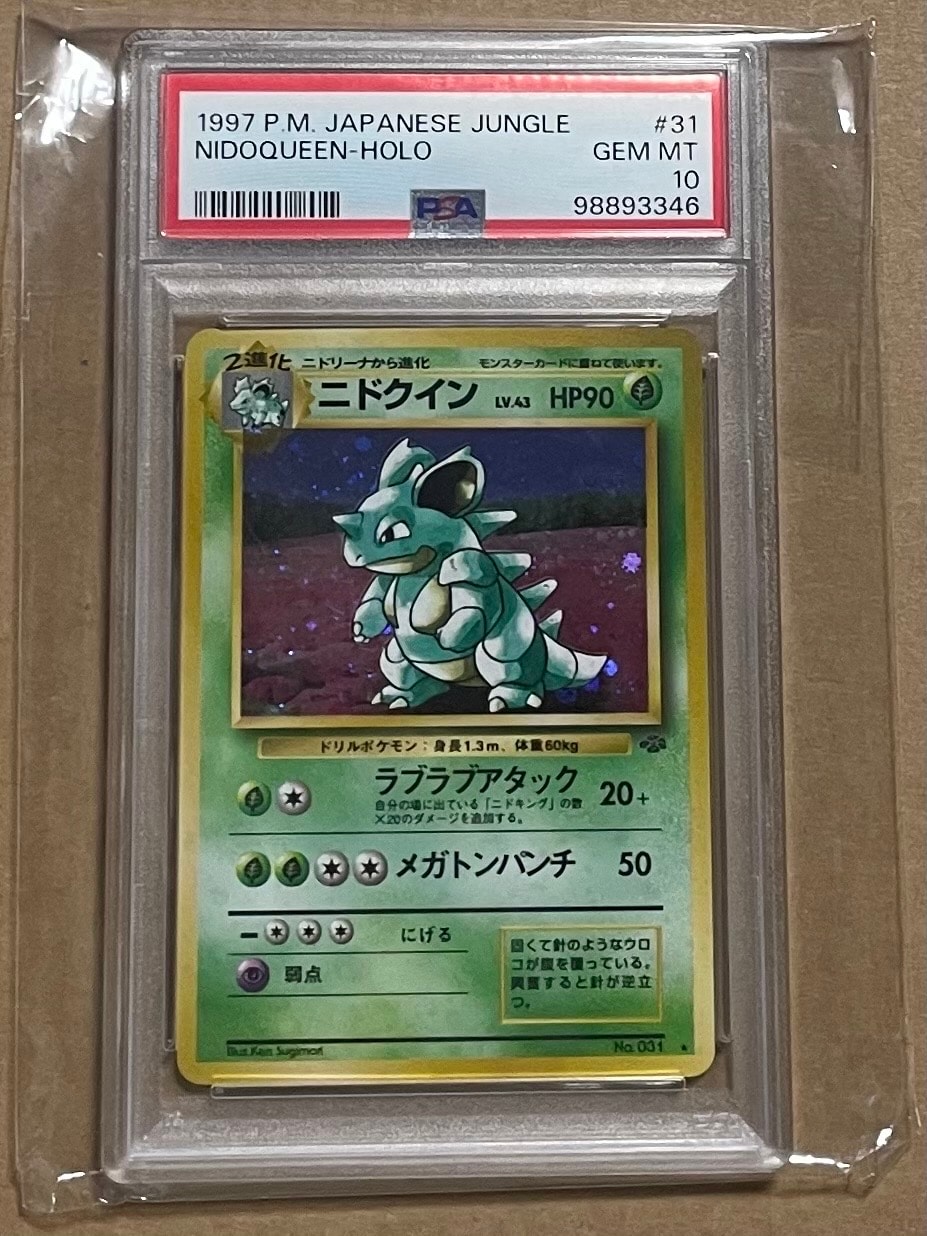 1997 P.M. JAPANESE JUNGLE #31
NIDOQUEEN-HOLO GEM MT
10
PSA 98893346
2進化 ニドリーナから進化 モンスターカードに重ねて使います。
ニドクイン LV.43 HP90
ドリルポケモン：身長1.3m、体重60kg
ラブラブアタック 20+
自分の場に出ている「ニドキング」の数
×20のダメージを追加する。
メガトンパンチ 50
にげる
弱点
固くて針のようなウロ
コが腹を覆っている。
興奮すると針が逆立
つ。
Illus. Ken Sugimori No.031 ★